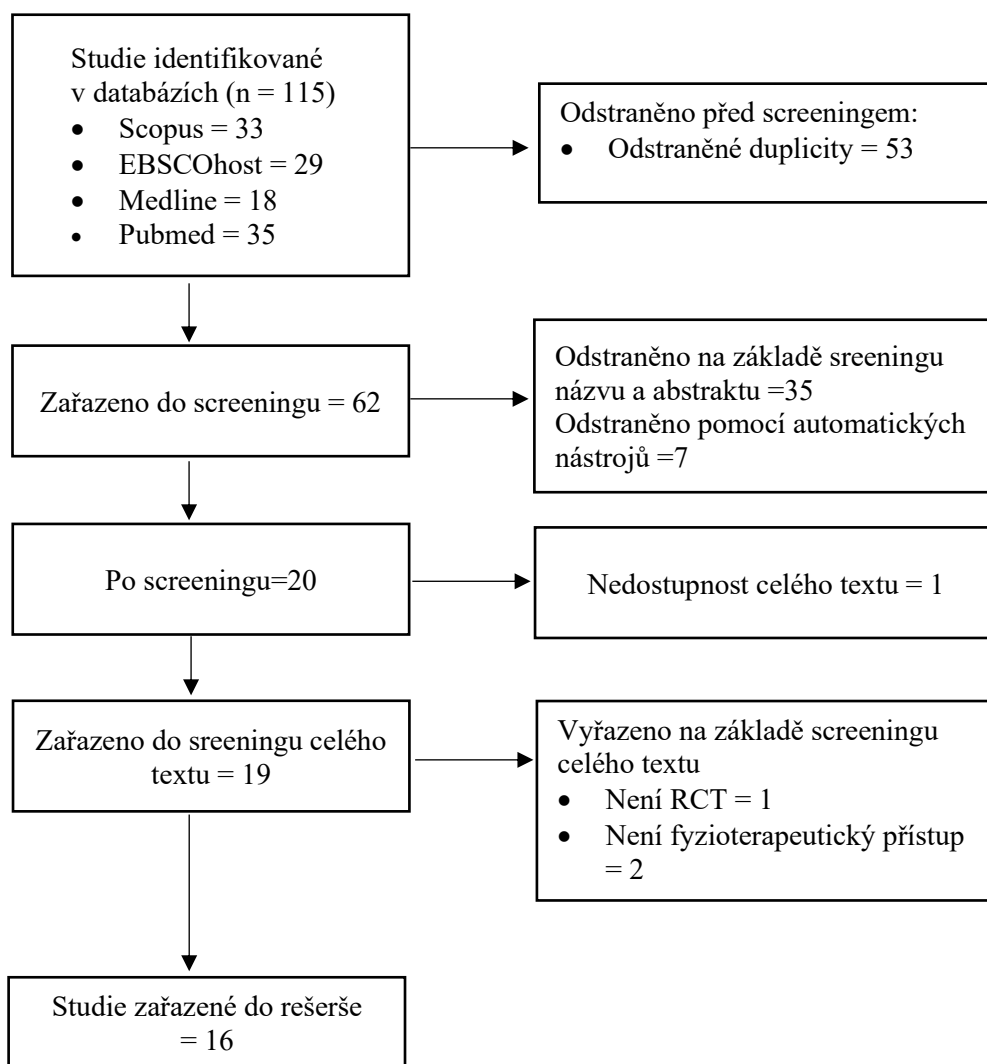 Studie identifikované
v databázích (n = 115)
• Scopus = 33
• EBSCOhost = 29
• Medline = 18
• Pubmed = 35
Odstraněno před screeningem:
• Odstraněné duplicity = 53
Zařazeno do screeningu = 62
Odstraněno na základě sreeningu
názvu a abstraktu =35
Odstraněno pomocí automatických
nástrojů =7
Po screeningu=20
Nedostupnost celého textu = 1
Zařazeno do sreeningu celého
textu = 19
Vyřazeno na základě screeningu
celého textu
• Není RCT = 1
• Není fyzioterapeutický přístup
= 2
Studie zařazené do rešerše
= 16